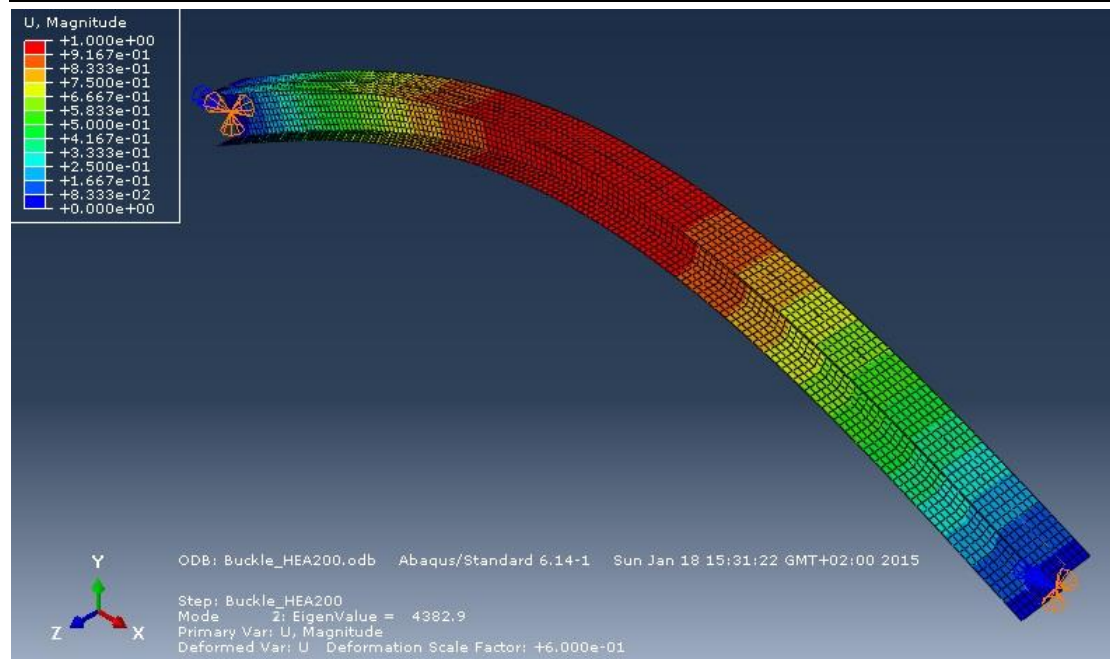 U, Magnitude
+1.000e+00
+9.167e-01
+8.333e-01
+7.500e-01
+6.667e-01
+5.833e-01
+5.000e-01
+4.167e-01
+3.333e-01
+2.500e-01
+1.667e-01
+8.333e-02
+0.000e+00
Y
Z X
ODB: Buckle_HEA200.odb Abaqus/Standard 6.14-1 Sun Jan 18 15:31:22 GMT+02:00 2015
Step: Buckle_HEA200
Mode 2: EigenValue = 4382.9
Primary Var: U, Magnitude
Deformed Var: U Deformation Scale Factor: +6.000e-01